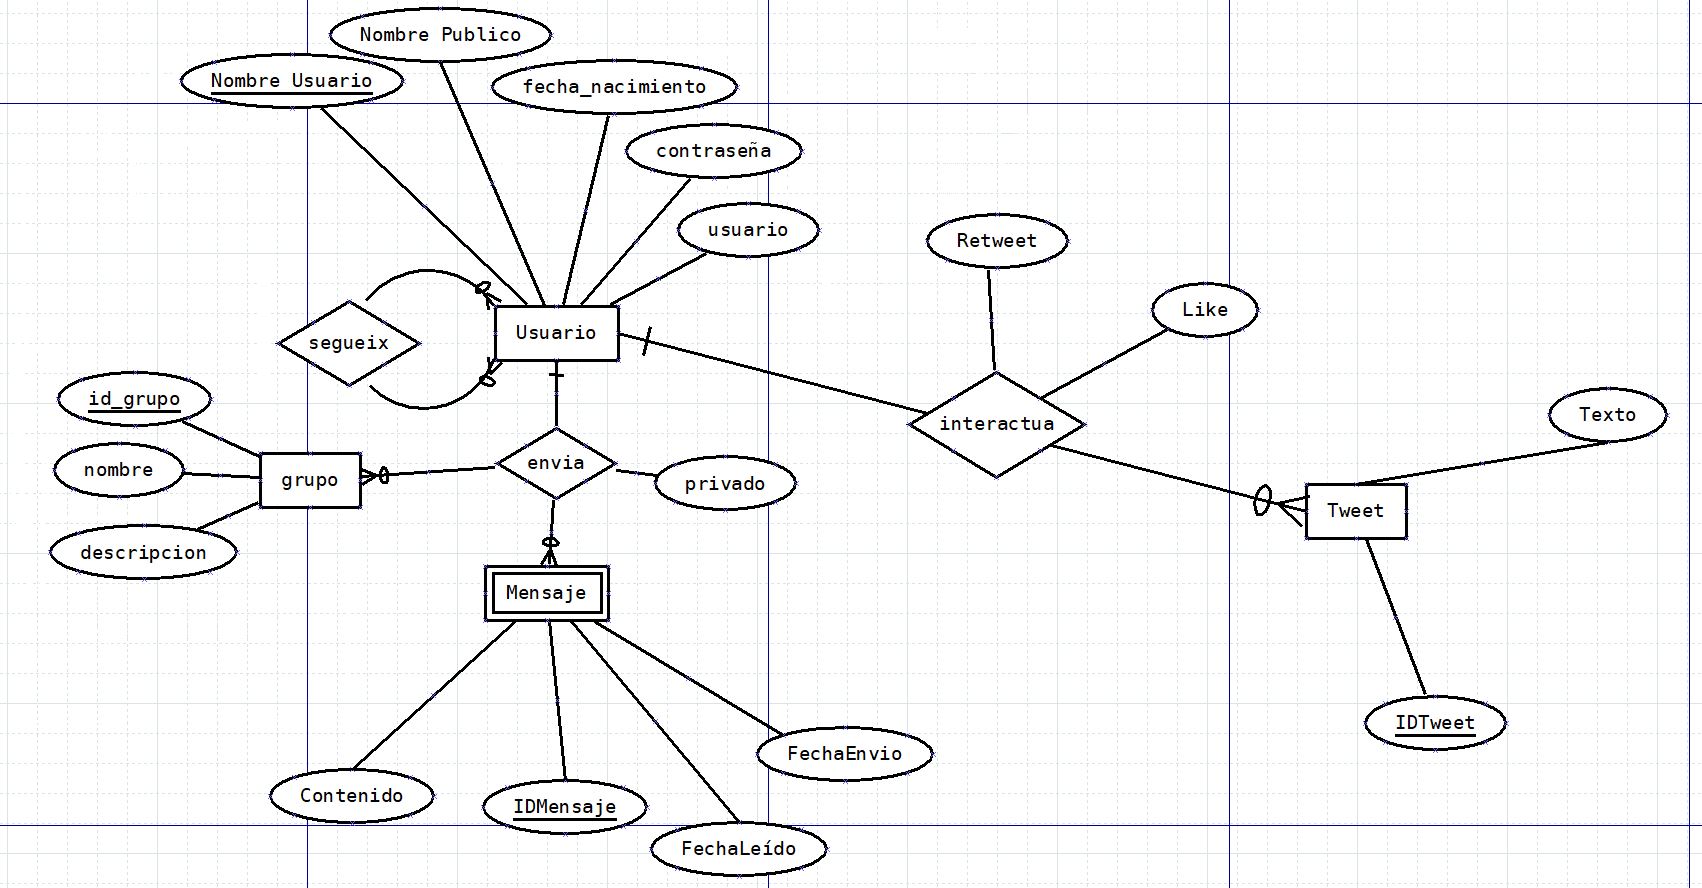 Nombre Publico
Nombre Usuario
fecha_nacimiento
contraseña
usuario
Retweet
Like
Usuario
segueix
id_grupo
Texto
interactua
nombre
grupo
envia
privado
Tweet
descripcion
Mensaje
IDTweet
FechaEnvio
Contenido
IDMensaje
FechaLeído